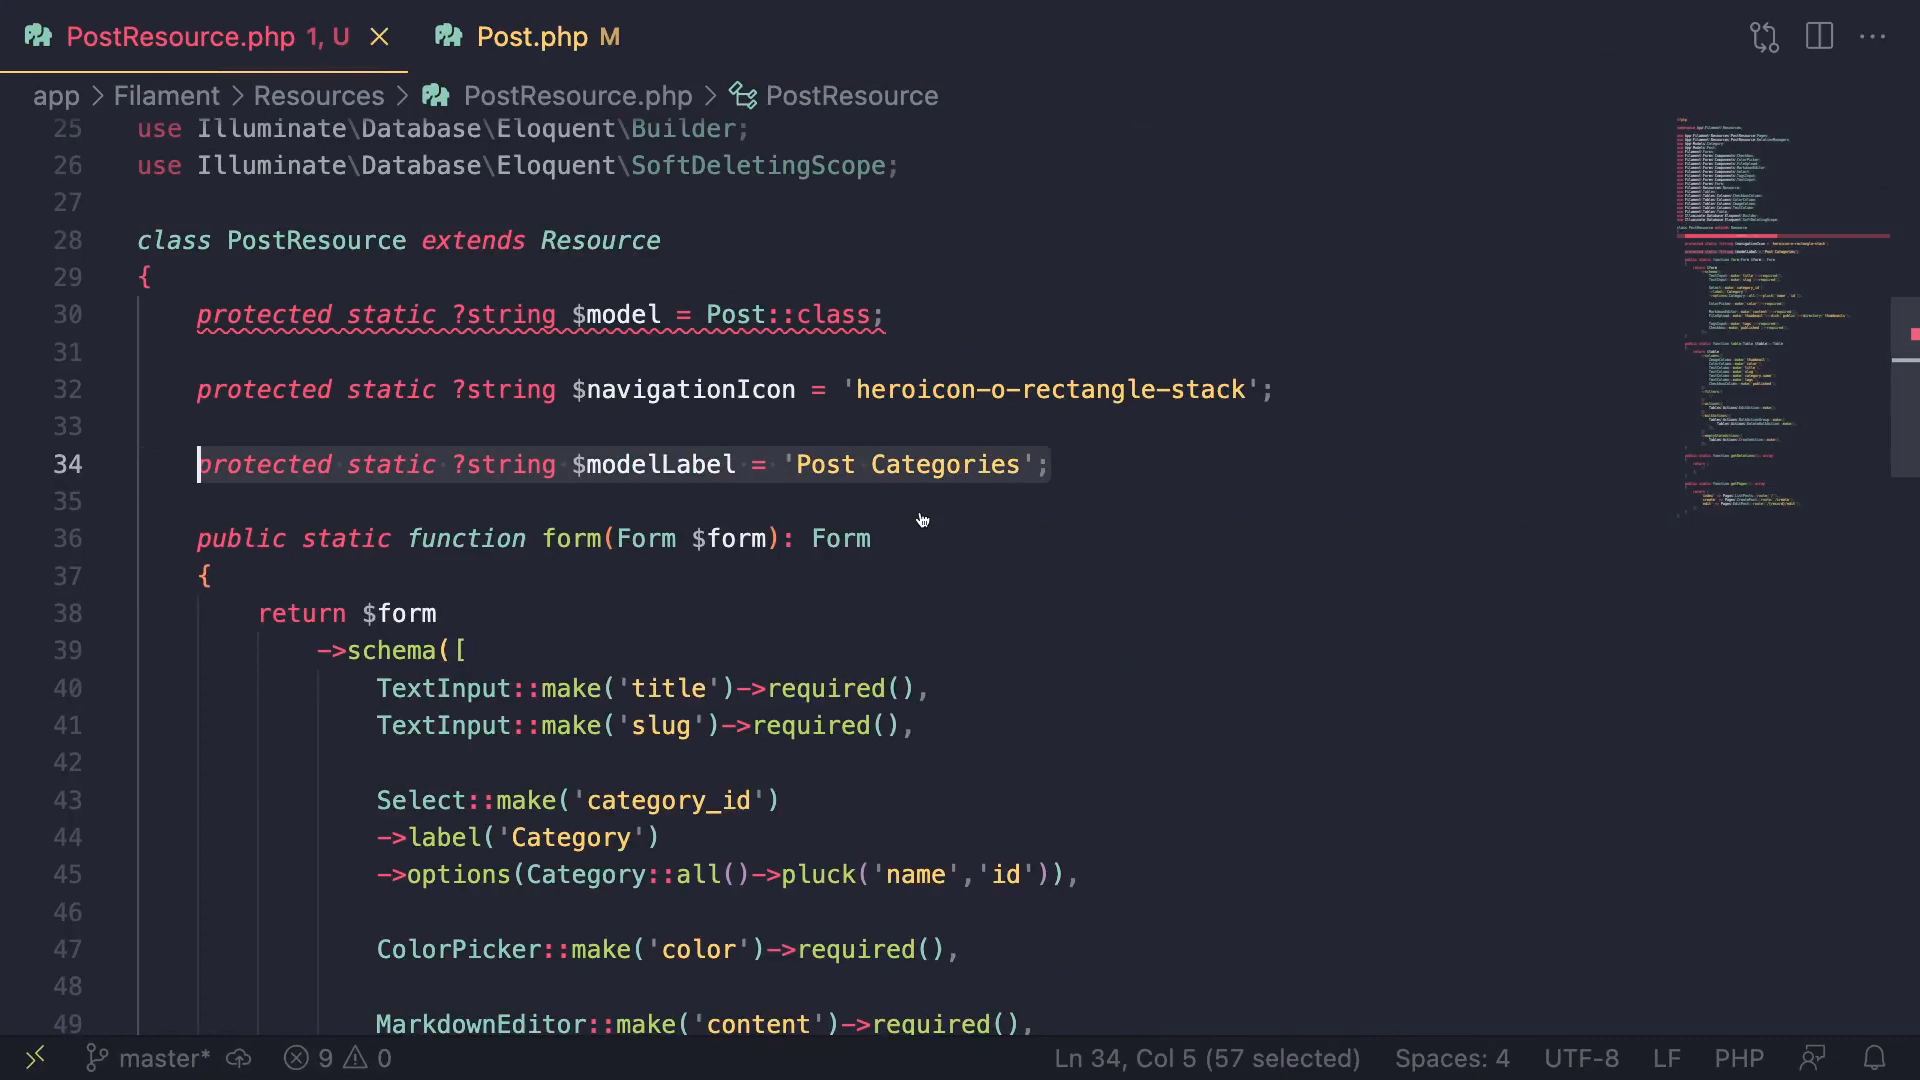 PostResource.php 1, U
Post.php M
app > Filament > Resources > PostResource.php > PostResource
25 use Illuminate\Database\Eloquent\Builder;
26 use Illuminate\Database\Eloquent\SoftDeletingScope;
27
28 class PostResource extends Resource
29 {
30 protected static ?string $model = Post::class;
31
32 protected static ?string $navigationIcon = 'heroicon-o-rectangle-stack';
33
34 protected static ?string $modelLabel = 'Post Categories';
35
36 public static function form(Form $form): Form
37 {
38 return $form
39 ->schema([
40 TextInput::make('title')->required(),
41 TextInput::make('slug')->required(),
42
43 Select::make('category_id')
44 ->label('Category')
45 ->options(Category::all()->pluck('name','id')),
46
47 ColorPicker::make('color')->required(),
48
49 MarkdownEditor::make('content')->required(),
master* 9 0 Ln 34, Col 5 (57 selected) Spaces: 4 UTF-8 LF PHP